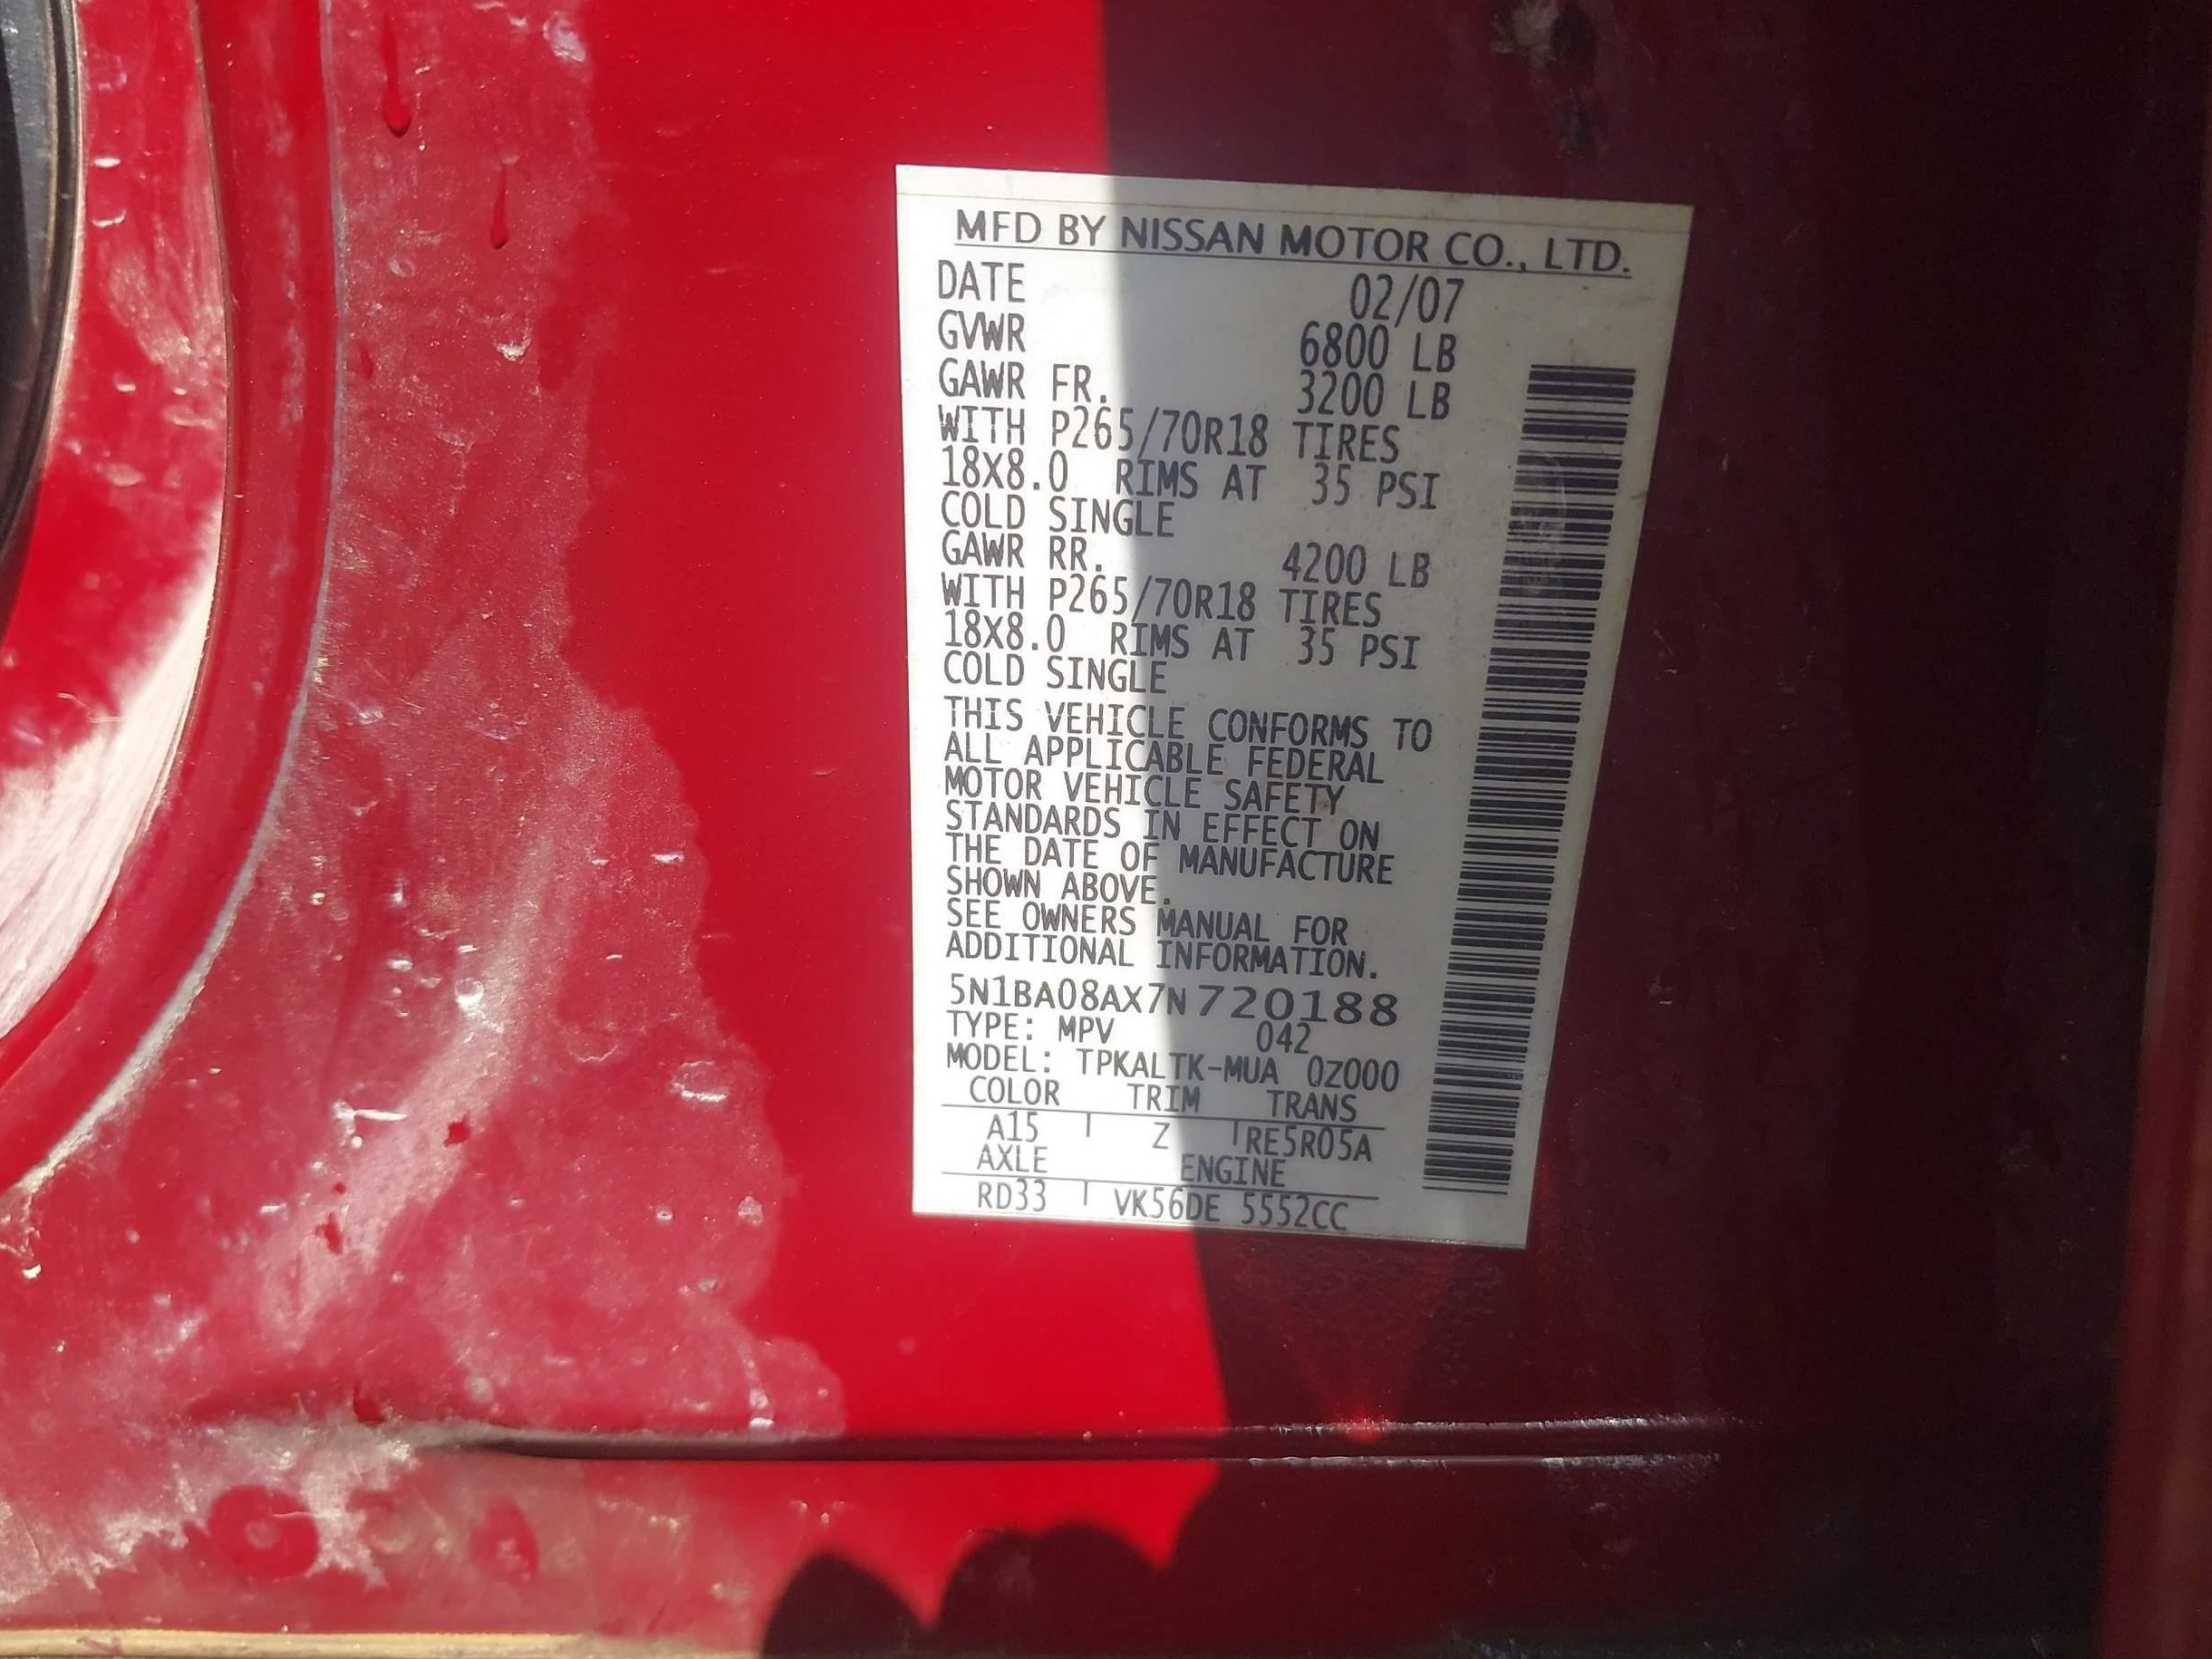 MFD BY NISSAN MOTOR CO., LTD.
DATE 02/07
GVWR 6800 LB
GAWR FR. 3200 LB
WITH P265/70R18 TIRES
18X8.0 RIMS AT 35 PSI
COLD SINGLE
GAWR RR. 4200 LB
WITH P265/70R18 TIRES
18X8.0 RIMS AT 35 PSI
COLD SINGLE
THIS VEHICLE CONFORMS TO
ALL APPLICABLE FEDERAL
MOTOR VEHICLE SAFETY
STANDARDS IN EFFECT ON
THE DATE OF MANUFACTURE
SHOWN ABOVE.
SEE OWNERS MANUAL FOR
ADDITIONAL INFORMATION.
5N1BA08AX7N720188
TYPE: MPV 042
MODEL: TPKALTK-MUA 0Z000
COLOR TRIM TRANS
A15 Z RE5R05A
AXLE ENGINE
RD33 VK56DE 5552CC